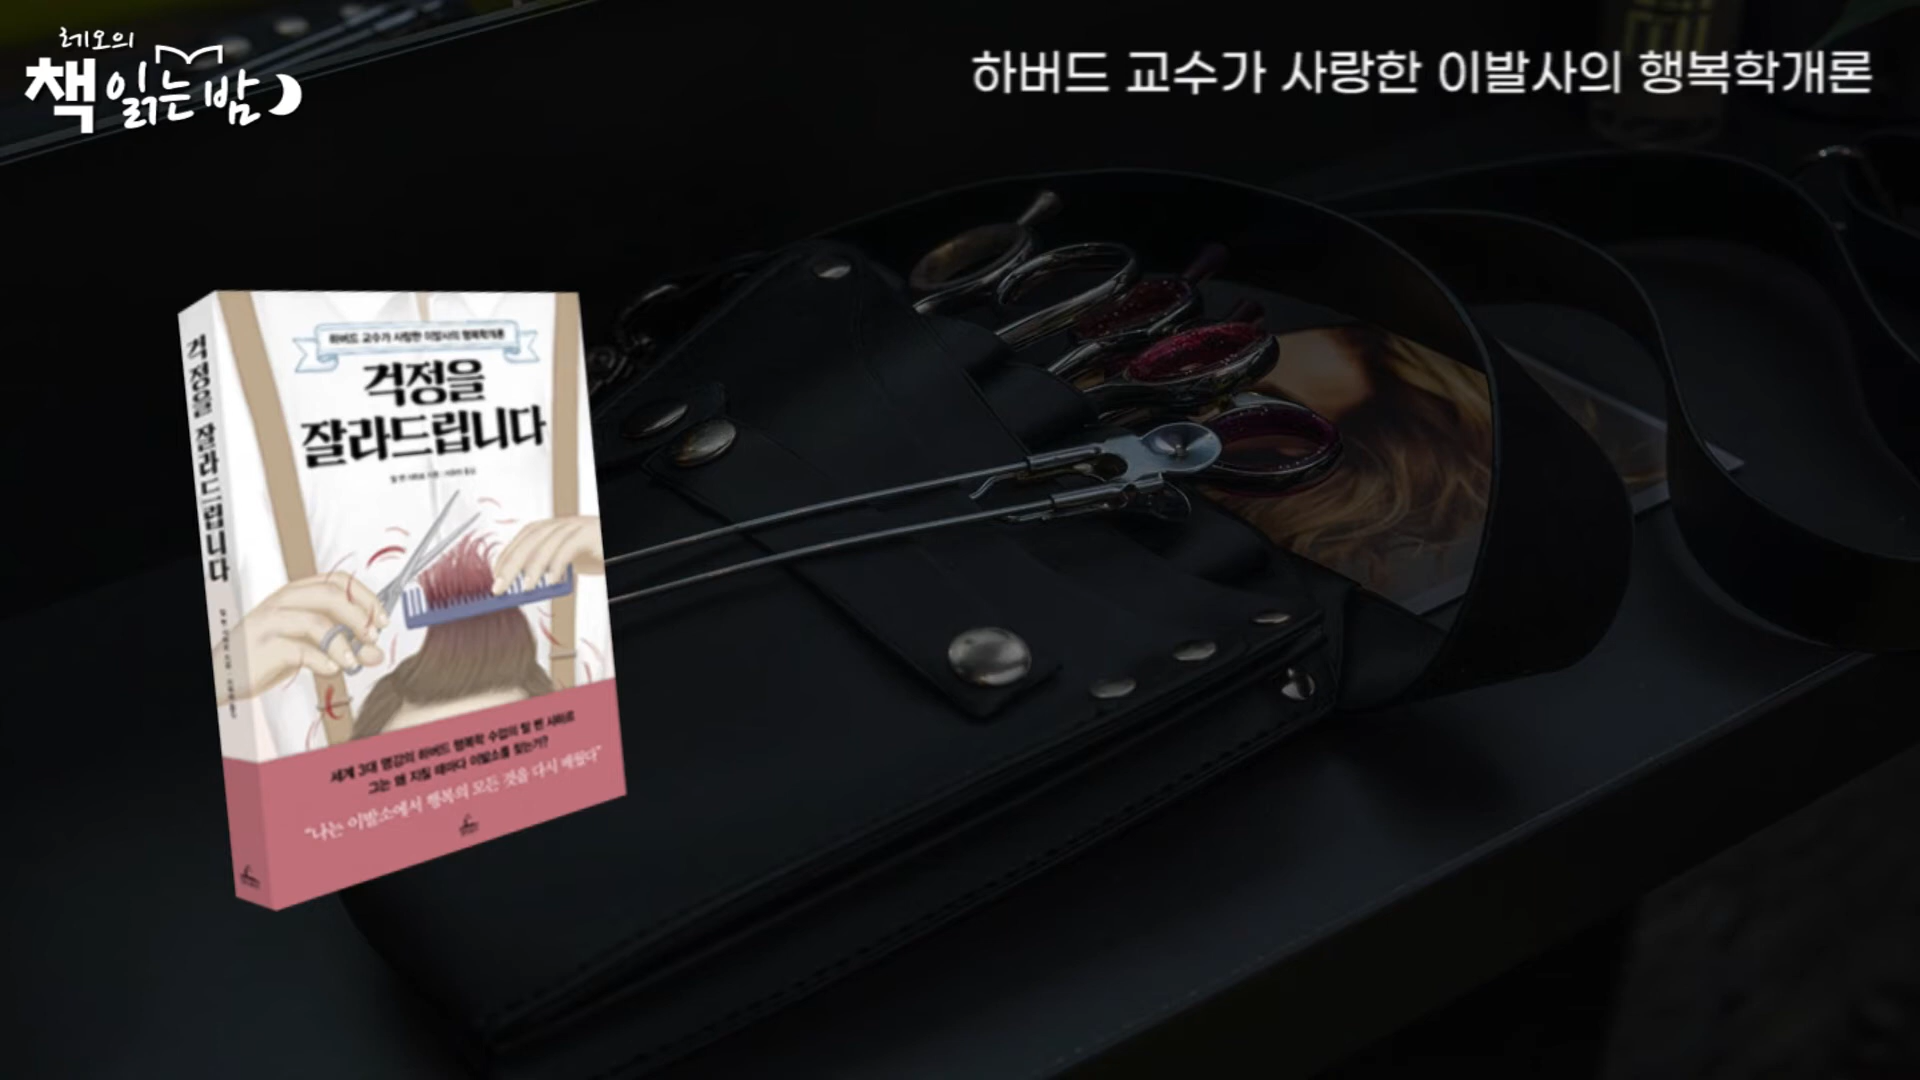 레오의
책 읽는 밤
하버드 교수가 사랑한 이발사의 행복학개론
하버드 교수가 사랑한 이발사의 행복학개론
걱정을
잘라드립니다
걱정을 잘라드립니다
세계 3대 명강의 하버드 행복학 수업의 탈 벤 샤하르
그는 왜 지칠 때마다 이발소를 찾는가?
"나는 이발소에서 행복의 모든 것을 다시 배웠다"